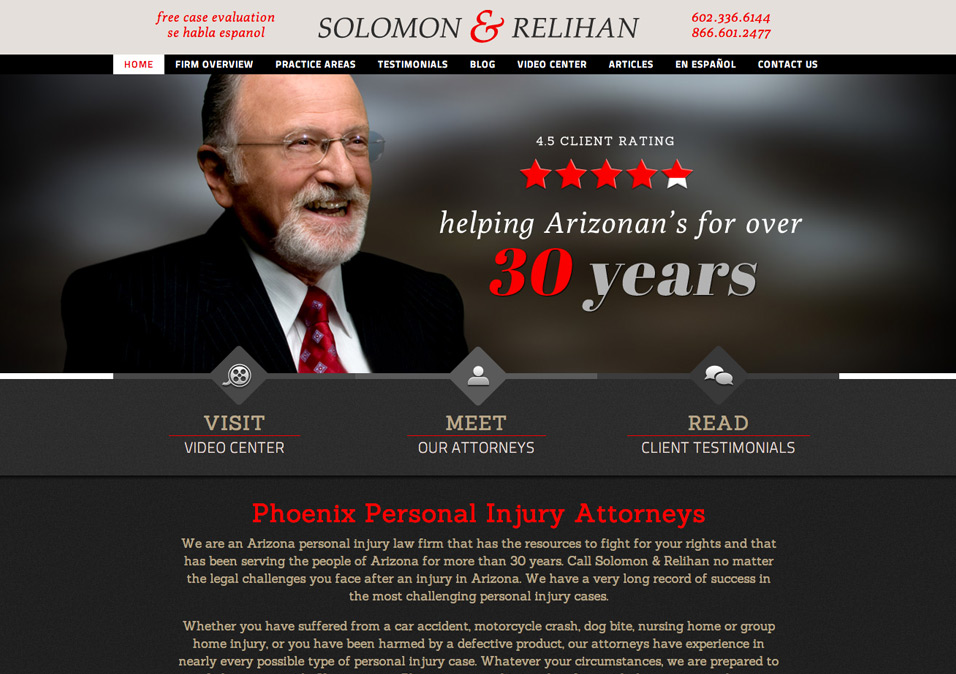 free case evaluation
se habla espanol
SOLOMON & RELIHAN
602.336.6144
866.601.2477
HOME FIRM OVERVIEW PRACTICE AREAS TESTIMONIALS BLOG VIDEO CENTER ARTICLES EN ESPAÑOL CONTACT US
4.5 CLIENT RATING
helping Arizonan's for over
30 years
VISIT
VIDEO CENTER
MEET
OUR ATTORNEYS
READ
CLIENT TESTIMONIALS
Phoenix Personal Injury Attorneys
We are an Arizona personal injury law firm that has the resources to fight for your rights and that
has been serving the people of Arizona for more than 30 years. Call Solomon & Relihan no matter
the legal challenges you face after an injury in Arizona. We have a very long record of success in
the most challenging personal injury cases.
Whether you have suffered from a car accident, motorcycle crash, dog bite, nursing home or group
home injury, or you have been harmed by a defective product, our attorneys have experience in
nearly every possible type of personal injury case. Whatever your circumstances, we are prepared to